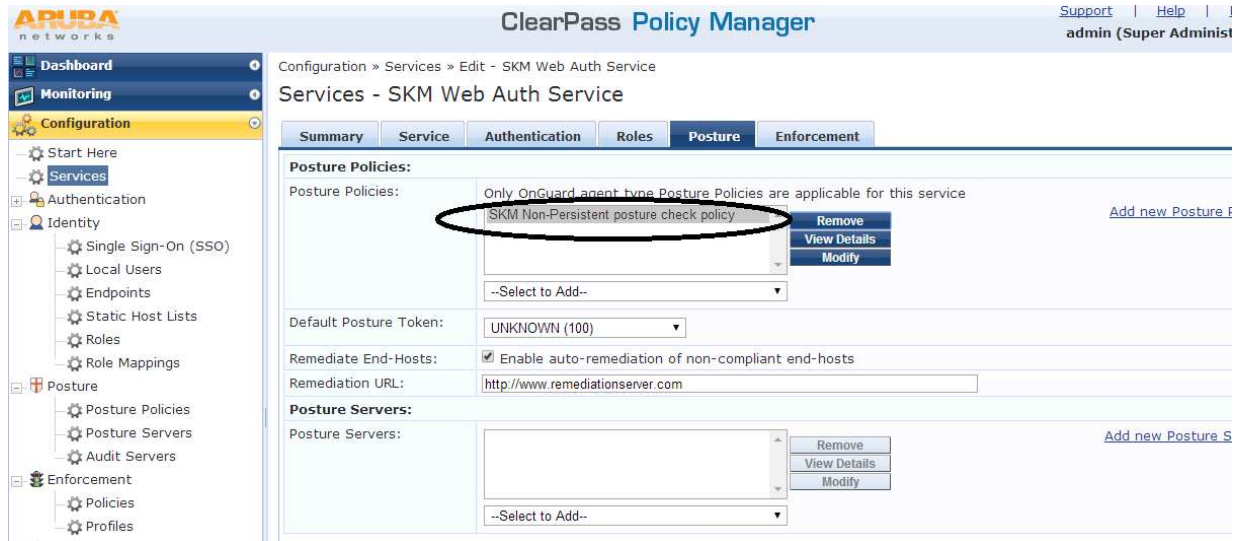 ARUBA
networks
ClearPass Policy Manager
Support | Help |
admin (Super Administ
Dashboard
Monitoring
Configuration
Start Here
Services
Authentication
Identity
Single Sign-On (SSO)
Local Users
Endpoints
Static Host Lists
Roles
Role Mappings
Posture
Posture Policies
Posture Servers
Audit Servers
Enforcement
Policies
Profiles
Configuration » Services » Edit - SKM Web Auth Service
Services - SKM Web Auth Service
Summary Service Authentication Roles Posture Enforcement
Posture Policies:
Posture Policies: Only OnGuard agent type Posture Policies are applicable for this service
SKM Non-Persistent posture check policy
Remove
View Details
Modify
Add new Posture P
--Select to Add--
Default Posture Token: UNKNOWN (100)
Remediate End-Hosts: Enable auto-remediation of non-compliant end-hosts
Remediation URL: http://www.remediationserver.com
Posture Servers:
Posture Servers:
Remove
View Details
Modify
Add new Posture S
--Select to Add--